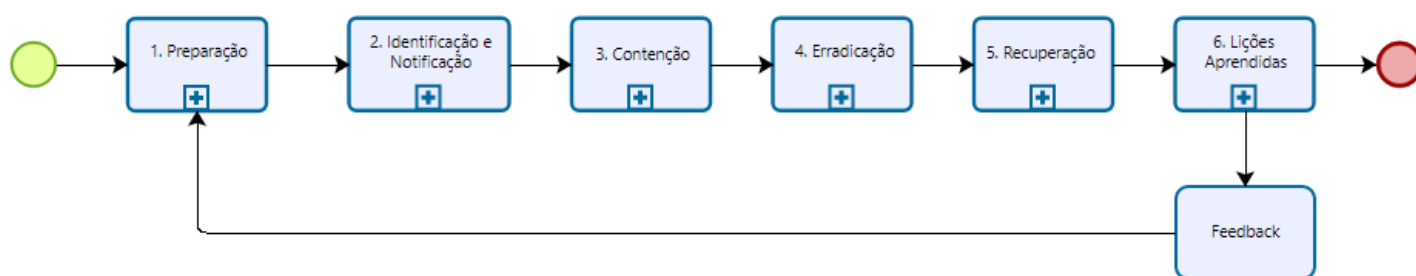 1. Preparação
2. Identificação e
Notificação
3. Contenção
4. Erradicação
5. Recuperação
6. Lições
Aprendidas
Feedback